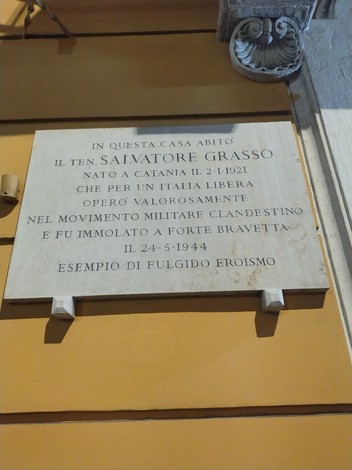 IN QUESTA CASA ABITÒ
IL TEN. SALVATORE GRASSO
NATO A CATANIA IL 2-1-1921
CHE PER UN ITALIA LIBERA
OPERÒ VALOROSAMENTE
NEL MOVIMENTO MILITARE CLANDESTINO
E FU IMMOLATO A FORTE BRAVETTA
IL 24-5-1944
ESEMPIO DI FULGIDO EROISMO